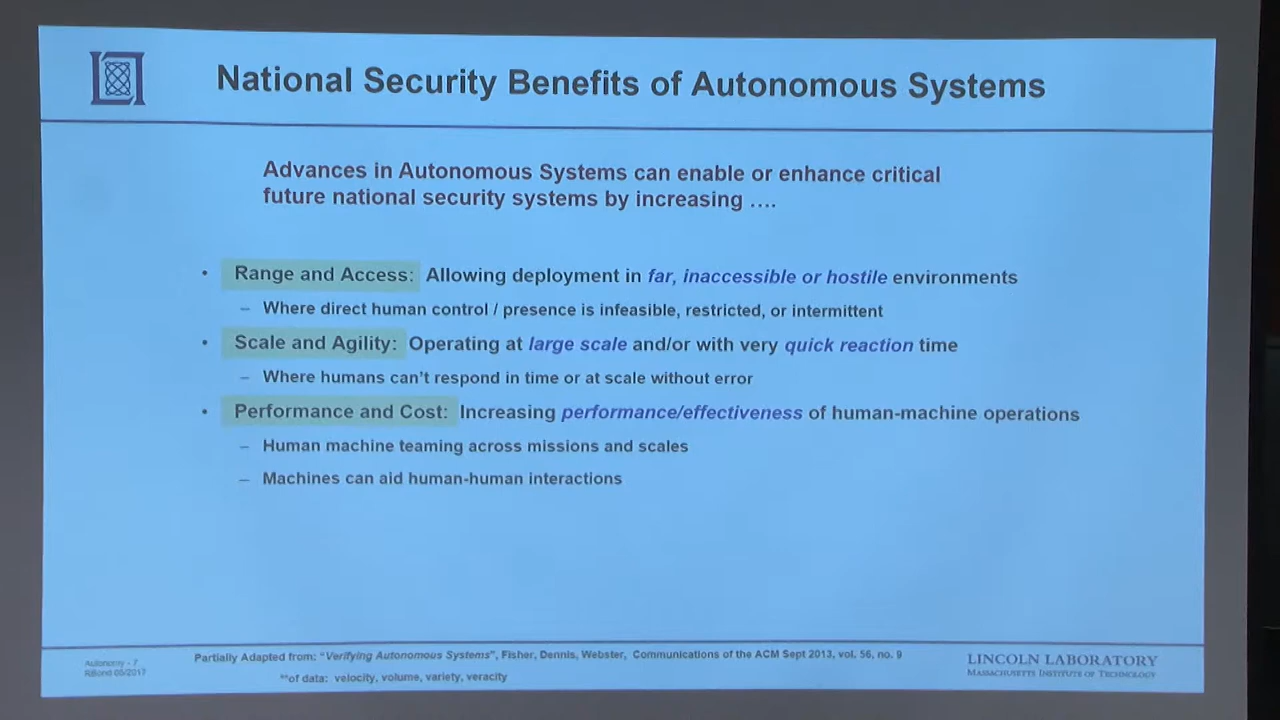 National Security Benefits of Autonomous Systems
Advances in Autonomous Systems can enable or enhance critical
future national security systems by increasing ....
• Range and Access: Allowing deployment in far, inaccessible or hostile environments
– Where direct human control / presence is infeasible, restricted, or intermittent
• Scale and Agility: Operating at large scale and/or with very quick reaction time
– Where humans can't respond in time or at scale without error
• Performance and Cost: Increasing performance/effectiveness of human-machine operations
– Human machine teaming across missions and scales
– Machines can aid human-human interactions
Autonomy - 7
RBond 05/2017
Partially Adapted from: "Verifying Autonomous Systems", Fisher, Dennis, Webster, Communications of the ACM Sept 2013, vol. 56, no. 9
**of data: velocity, volume, variety, veracity
LINCOLN LABORATORY
MASSACHUSETTS INSTITUTE OF TECHNOLOGY